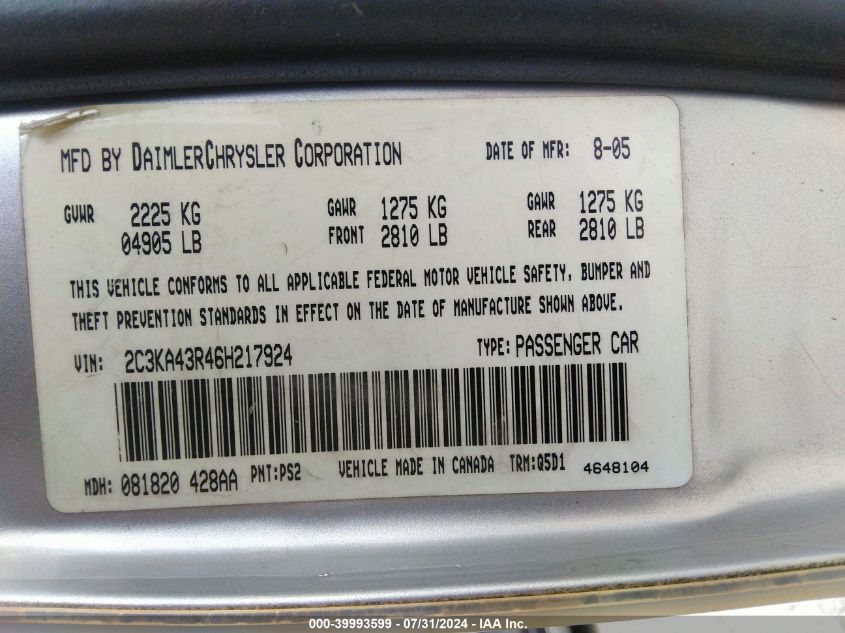 MFD BY DAIMLERCHRYSLER CORPORATION DATE OF MFR: 8-05
GVWR 2225 KG GAWR 1275 KG GAWR 1275 KG
04905 LB FRONT 2810 LB REAR 2810 LB
THIS VEHICLE CONFORMS TO ALL APPLICABLE FEDERAL MOTOR VEHICLE SAFETY, BUMPER AND
THEFT PREVENTION STANDARDS IN EFFECT ON THE DATE OF MANUFACTURE SHOWN ABOVE.
VIN: 2C3KA43R46H217924 TYPE: PASSENGER CAR
MDH: 081820 428AA PNT:PS2 VEHICLE MADE IN CANADA TRM:Q5D1 4648104
000-39993599 - 07/31/2024 - IAA Inc.